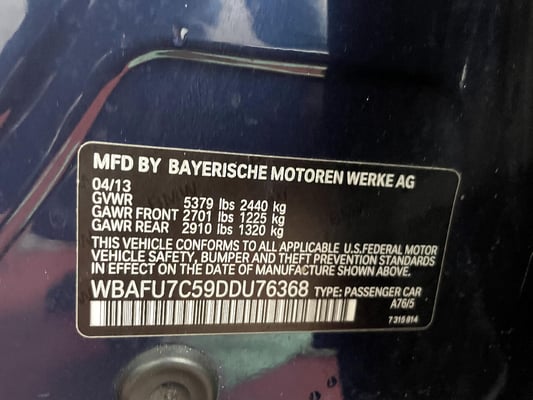 MFD BY BAYERISCHE MOTOREN WERKE AG
04/13
GVWR 5379 lbs 2440 kg
GAWR FRONT 2701 lbs 1225 kg
GAWR REAR 2910 lbs 1320 kg
THIS VEHICLE CONFORMS TO ALL APPLICABLE U.S.FEDERAL MOTOR
VEHICLE SAFETY, BUMPER AND THEFT PREVENTION STANDARDS
IN EFFECT ON THE DATE OF MANUFACTURE SHOWN ABOVE.
WBAFU7C59DDU76368 TYPE: PASSENGER CAR
A76/5
7 315 814